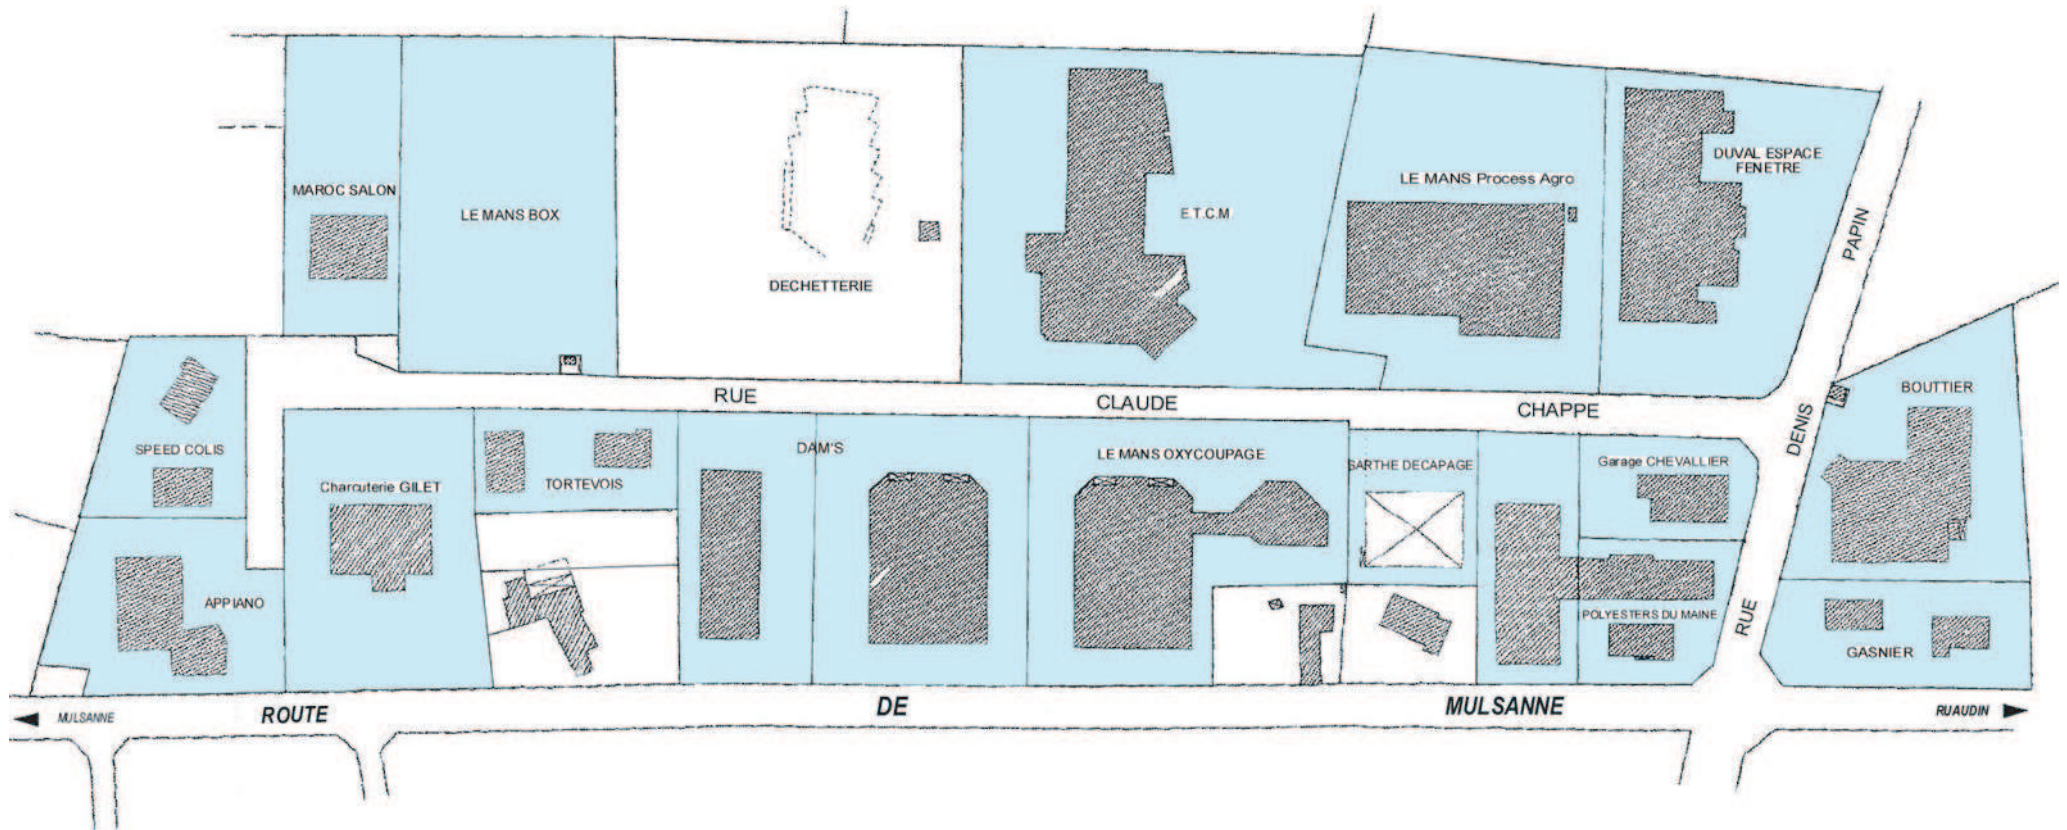 MAROC SALON
LE MANS BOX
DECHETTERIE
E.T.C.M.
LE MANS Process Agro
DUVAL ESPACE
FENETRE
RUE CLAUDE CHAPPE
RUE DENIS PAPIN
SPEED COLIS
APPIANO
Charcuterie GILET
TORTEVOIS
DAM'S
LE MANS OXYCOUPAGE
SARTHE DECAPAGE
Garage CHEVALLIER
POLYESTERS DU MAINE
BOUTTIER
GASNIER
MULSANNE
ROUTE DE MULSANNE
RUAUDIN